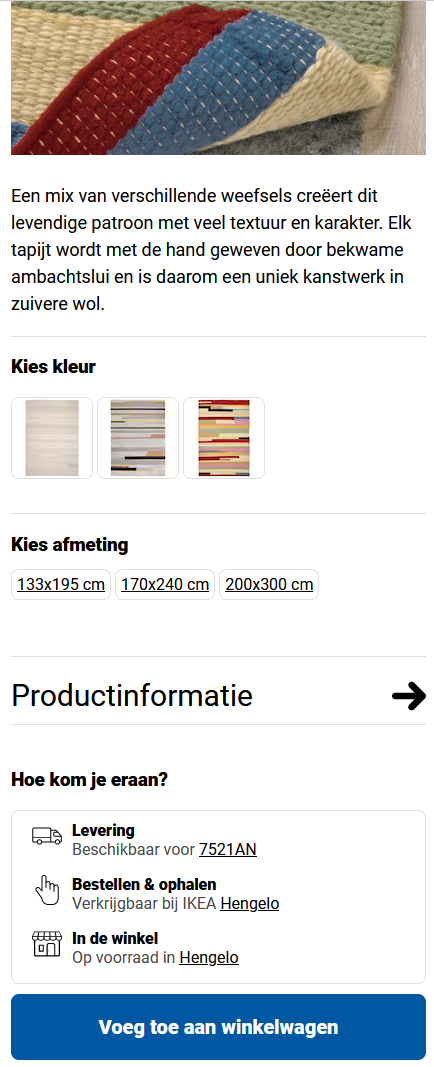 Een mix van verschillende weefsels creëert dit
levendige patroon met veel textuur en karakter. Elk
tapijt wordt met de hand geweven door bekwame
ambachtslui en is daarom een uniek kanstwerk in
zuivere wol.
Kies kleur
Kies afmeting
133x195 cm 170x240 cm 200x300 cm
Productinformatie
Hoe kom je eraan?
Levering
Beschikbaar voor 7521AN
Bestellen & ophalen
Verkrijgbaar bij IKEA Hengelo
In de winkel
Op voorraad in Hengelo
Voeg toe aan winkelwagen